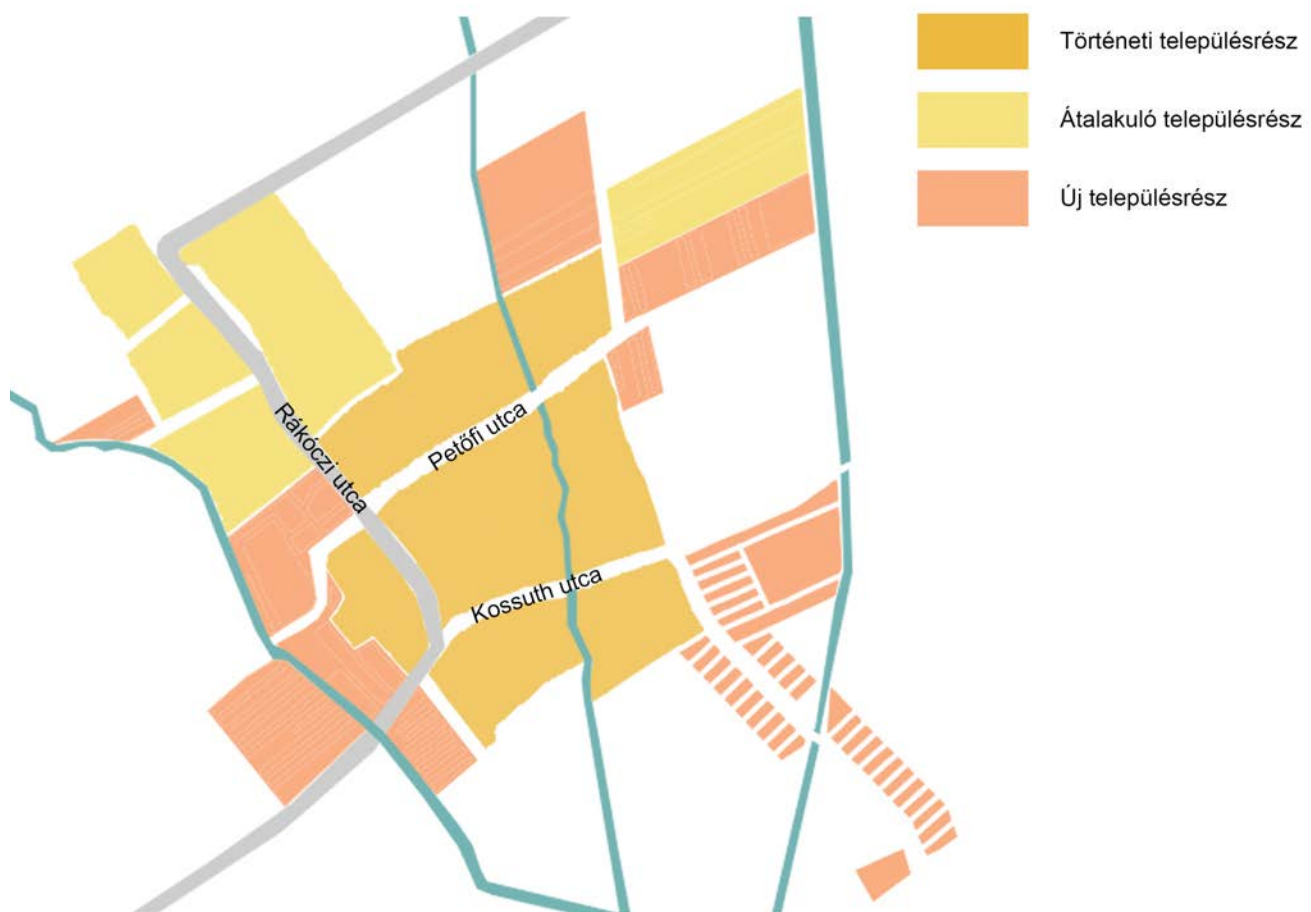 Történeti településrész
Átalakuló településrész
Új településrész
Rákóczi utca
Petőfi utca
Kossuth utca